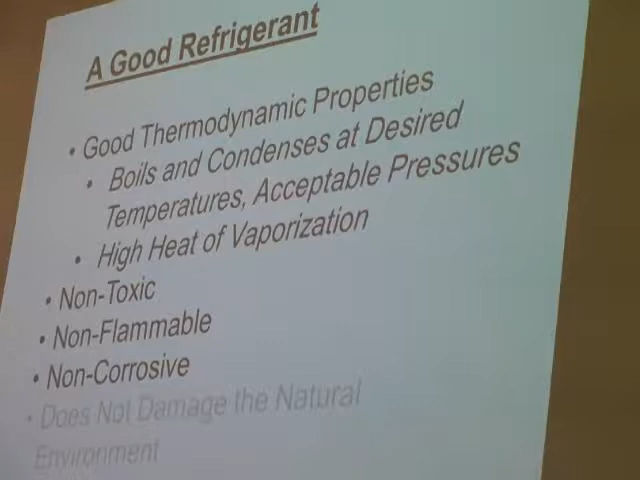 A Good Refrigerant
• Good Thermodynamic Properties
• Boils and Condenses at Desired
Temperatures, Acceptable Pressures
• High Heat of Vaporization
• Non-Toxic
• Non-Flammable
• Non-Corrosive
• Does Not Damage the Natural
Environment